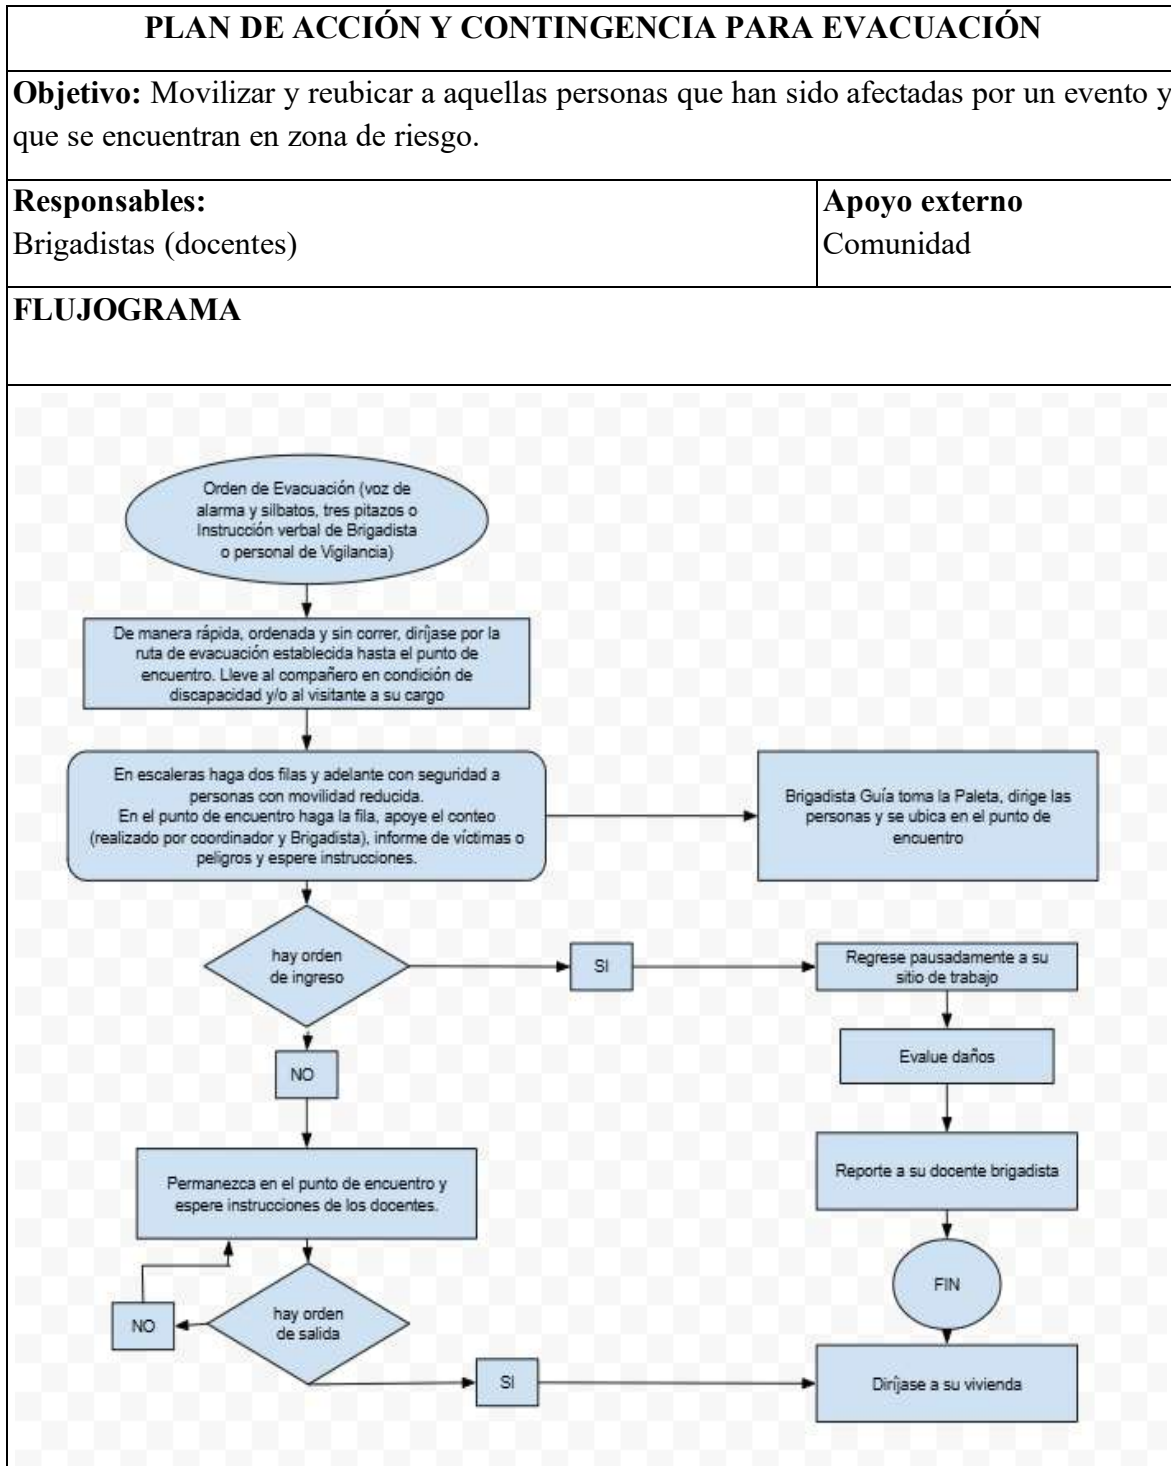 PLAN DE ACCIÓN Y CONTINGENCIA PARA EVACUACIÓN
Objetivo: Movilizar y reubicar a aquellas personas que han sido afectadas por un evento y
que se encuentran en zona de riesgo.
Responsables:
Brigadistas (docentes)
Apoyo externo
Comunidad
FLUJOGRAMA
Orden de Evacuación (voz de
alarma y silbatos, tres pitazos o
Instrucción verbal de Brigadista
o personal de Vigilancia)
De manera rápida, ordenada y sin correr, diríjase por la
ruta de evacuación establecida hasta el punto de
encuentro. Lleve al compañero en condición de
discapacidad y/o al visitante a su cargo
En escaleras haga dos filas y adelante con seguridad a
personas con movilidad reducida.
En el punto de encuentro haga la fila, apoye el conteo
(realizado por coordinador y Brigadista), informe de víctimas o
peligros y espere instrucciones.
Brigadista Guía toma la Paleta, dirige las
personas y se ubica en el punto de
encuentro
hay orden
de ingreso
SI
Regrese pausadamente a su
sitio de trabajo
Evalue daños
NO
Reporte a su docente brigadista
Permanezca en el punto de encuentro y
espere instrucciones de los docentes.
FIN
hay orden
de salida
NO
SI
Diríjase a su vivienda